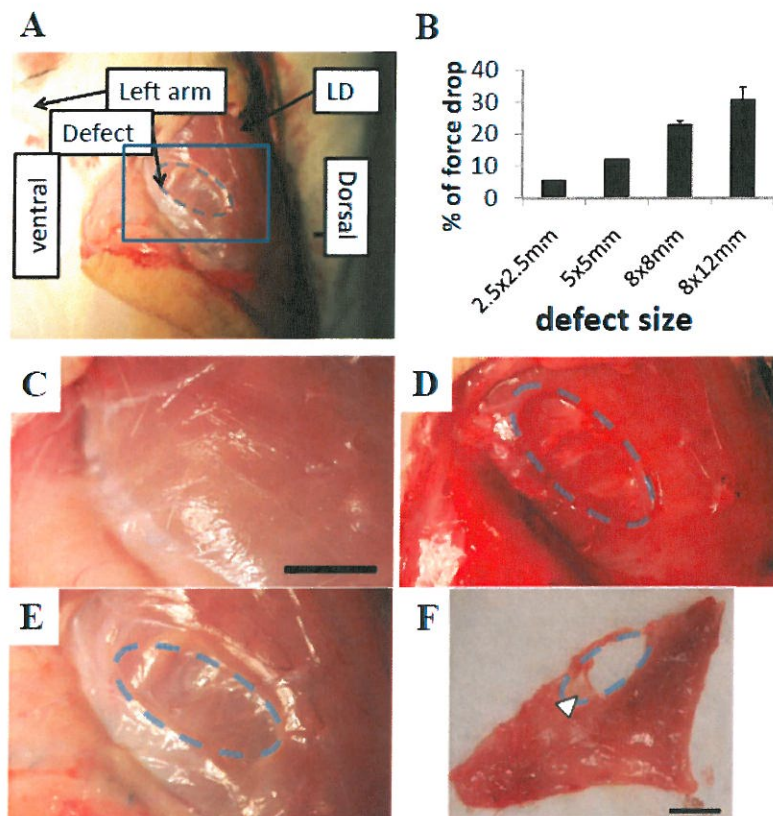 A
Left arm
LD
Defect
ventral
Dorsal
B
% of force drop
40
30
20
10
0
2.5x2.5mm
5x5mm
8x8mm
8x12mm
defect size
C
D
E
F